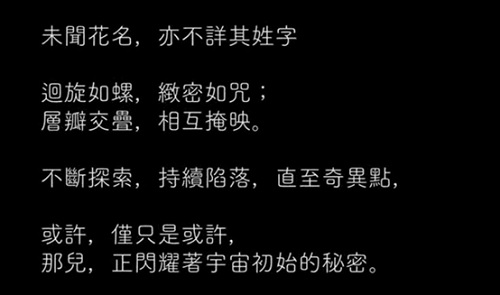 未聞花名，亦不詳其姓字
迴旋如螺，緻密如咒；
層瓣交疊，相互掩映。
不斷探索，持續陷落，直至奇異點，
或許，僅只是或許，
那兒，正閃耀著宇宙初始的秘密。